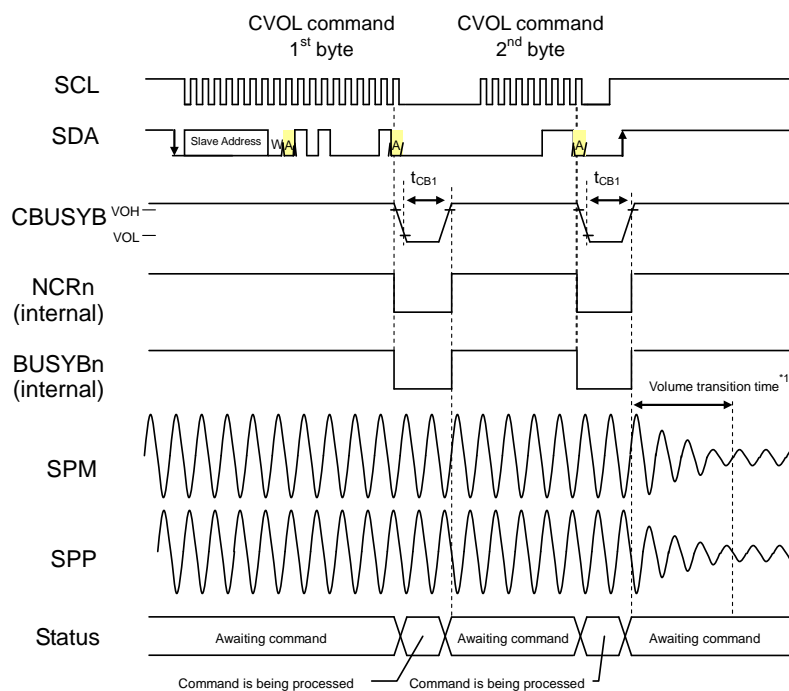 CVOL command
1st byte
CVOL command
2nd byte
SCL
SDA
Slave Address
W
A
A
A
tCB1
tCB1
CBUSYB
VOH
VOL
NCRn
(internal)
BUSYBn
(internal)
Volume transition time*1
SPM
SPP
Status
Awaiting command
Awaiting command
Awaiting command
Command is being processed
Command is being processed